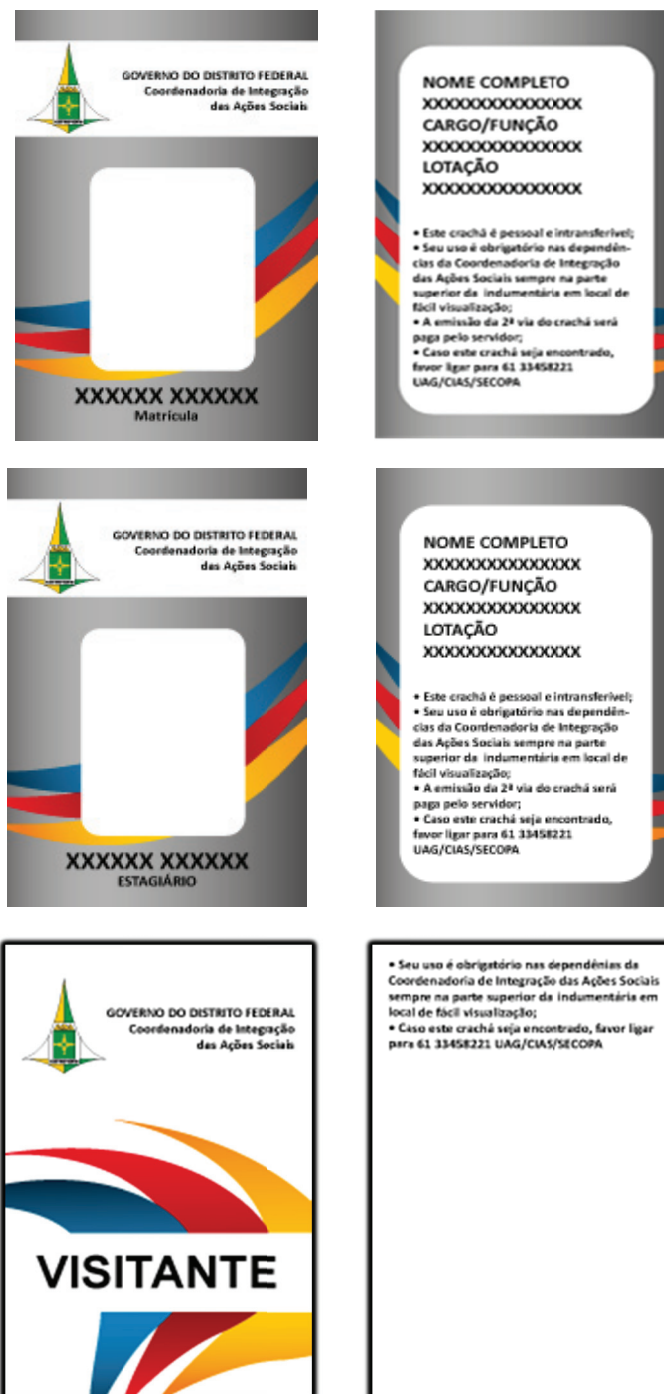 GOVERNO DO DISTRITO FEDERAL
Coordenadoria de Integração
das Ações Sociais
XXXXXX XXXXXX
Matrícula
NOME COMPLETO
XXXXXXXXXXXXXXXX
CARGO/FUNÇÃO
XXXXXXXXXXXXXXXX
LOTAÇÃO
XXXXXXXXXXXXXXXX
• Este crachá é pessoal e intransferível;
• Seu uso é obrigatório nas dependên-
cias da Coordenadoria de Integração
das Ações Sociais sempre na parte
superior da indumentária em local de
fácil visualização;
• A emissão da 2ª via do crachá será
paga pelo servidor;
• Caso este crachá seja encontrado,
favor ligar para 61 33458221
UAG/CIAS/SECOPA
GOVERNO DO DISTRITO FEDERAL
Coordenadoria de Integração
das Ações Sociais
XXXXXX XXXXXX
ESTAGIÁRIO
NOME COMPLETO
XXXXXXXXXXXXXXXX
CARGO/FUNÇÃO
XXXXXXXXXXXXXXXX
LOTAÇÃO
XXXXXXXXXXXXXXXX
• Este crachá é pessoal e intransferível;
• Seu uso é obrigatório nas dependên-
cias da Coordenadoria de Integração
das Ações Sociais sempre na parte
superior da indumentária em local de
fácil visualização;
• A emissão da 2ª via do crachá será
paga pelo servidor;
• Caso este crachá seja encontrado,
favor ligar para 61 33458221
UAG/CIAS/SECOPA
GOVERNO DO DISTRITO FEDERAL
Coordenadoria de Integração
das Ações Sociais
VISITANTE
• Seu uso é obrigatório nas dependênias da
Coordenadoria de Integração das Ações Sociais
sempre na parte superior da indumentária em
local de fácil visualização;
• Caso este crachá seja encontrado, favor ligar
para 61 33458221 UAG/CIAS/SECOPA